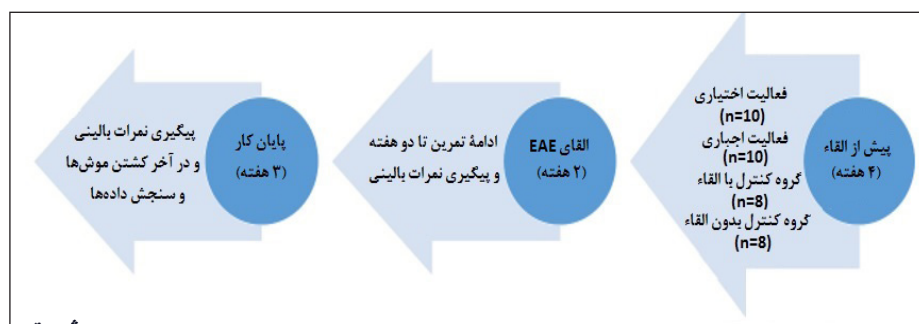 پیش از القاء
(۴ هفته)
فعالیت اختیاری
(n=10)
فعالیت اجباری
(n=10)
گروه کنترل با القاء
(n=8)
گروه کنترل بدون القاء
(n=8)
القای EAE
(۲ هفته)
ادامۀ تمرین تا دو هفته
و پیگیری نمرات بالینی
پایان کار
(۳ هفته)
پیگیری نمرات بالینی
و در آخر کشتن موش‌ها
و سنجش داده‌ها